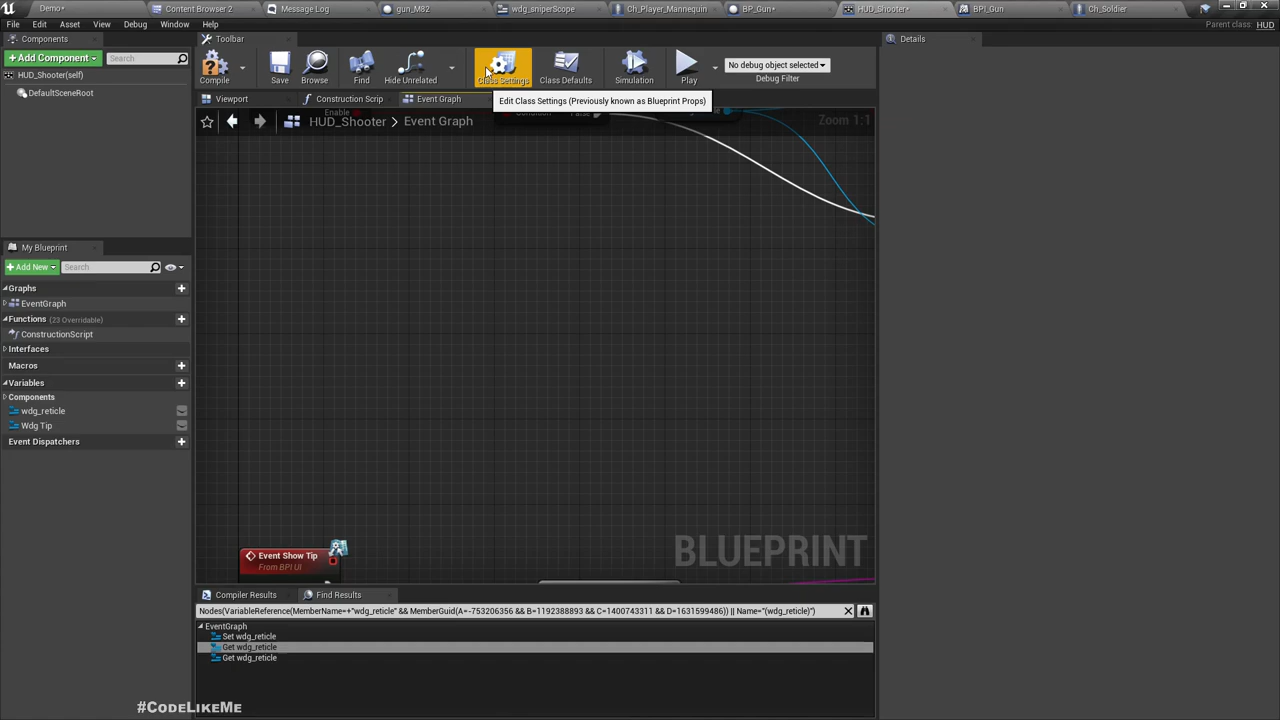 Demo*
Content Browser 2
Message Log
gun_M82
wdg_sniperScope
Ch_Player_Mannequin
BP_Gun*
HUD_Shooter*
BPI_Gun
Ch_Soldier
File
Edit
Asset
View
Debug
Window
Help
Parent class: HUD
Components
Toolbar
Details
+ Add Component
Search
Compile
Save
Browse
Find
Hide Unrelated
Class Settings
Class Defaults
Simulation
Play
No debug object selected
Debug Filter
HUD_Shooter(self)
DefaultSceneRoot
Viewport
Construction Scrip
Event Graph
Edit Class Settings (Previously known as Blueprint Props)
Enable
Condition
False
HUD_Shooter > Event Graph
Zoom 1:1
My Blueprint
+ Add New
Search
Graphs
EventGraph
Functions (23 Overridable)
ConstructionScript
Interfaces
Macros
Variables
Components
wdg_reticle
Wdg Tip
Event Dispatchers
Event Show Tip
From BPI UI
BLUEPRINT
Compiler Results
Find Results
Nodes(VariableReference(MemberName=+"wdg_reticle" && MemberGuid(A=-753206356 && B=1192388893 && C=1400743311 && D=1631599486)) || Name="(wdg_reticle)")
EventGraph
Set wdg_reticle
Get wdg_reticle
Get wdg_reticle
#CodeLikeMe